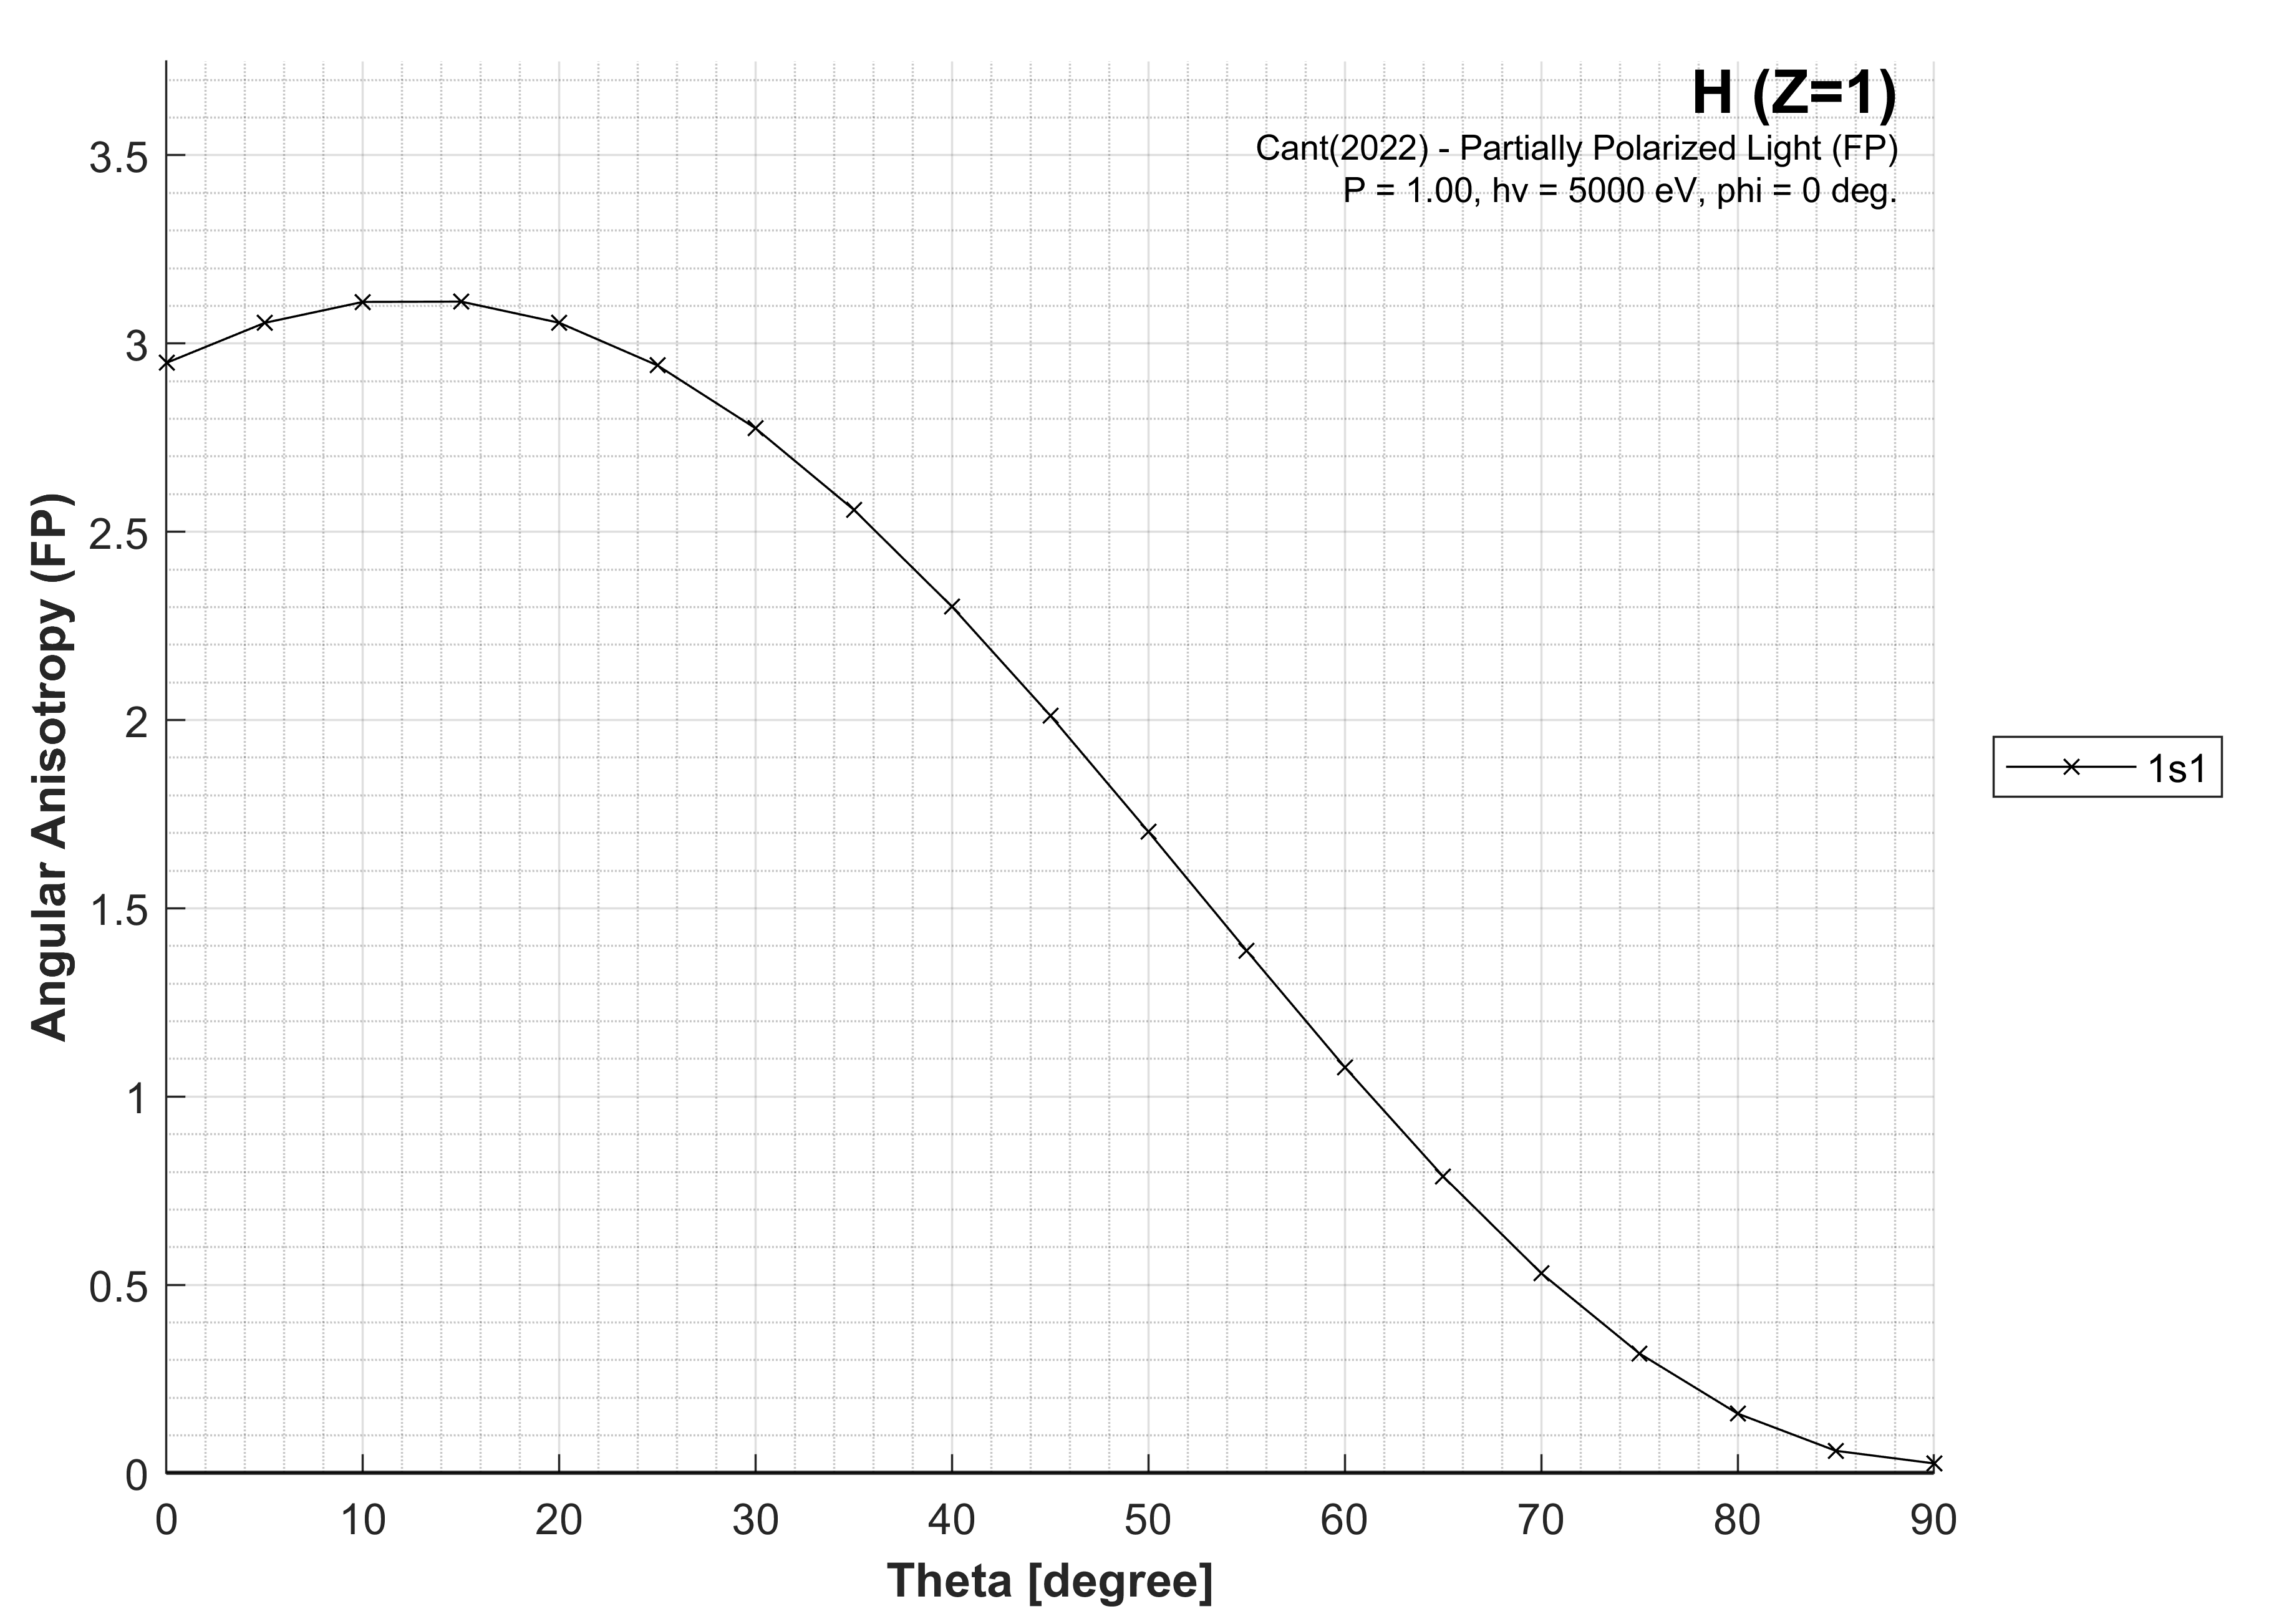 H (Z=1)
Cant(2022) - Partially Polarized Light (FP)
P = 1.00, hv = 5000 eV, phi = 0 deg.
Angular Anisotropy (FP)
3.5
3
2.5
2
1.5
1
0.5
0
0 10 20 30 40 50 60 70 80 90
Theta [degree]
1s1